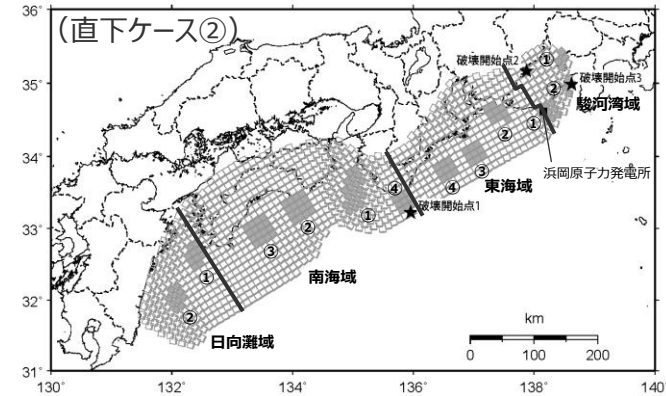 36°
35°
34°
33°
32°
31°
130°
132°
134°
136°
138°
140°
（直下ケース②）
破壊開始点2
①
破壊開始点3
②
駿河湾域
①
②
浜岡原子力発電所
③
④
東海域
④
破壊開始点1
①
②
③
南海域
①
②
日向灘域
km
0
100
200